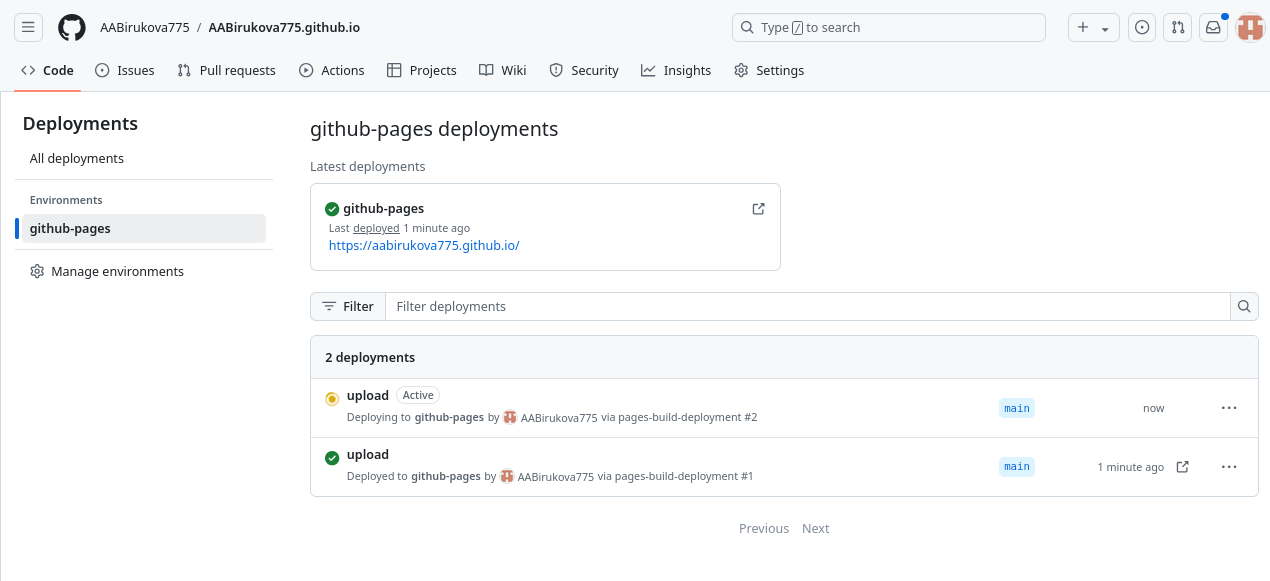 AABirukova775 / AABirukova775.github.io
Type / to search
Code Issues Pull requests Actions Projects Wiki Security Insights Settings
Deployments
All deployments
Environments
github-pages
Manage environments
github-pages deployments
Latest deployments
github-pages
Last deployed 1 minute ago
https://aabirukova775.github.io/
Filter Filter deployments
2 deployments
upload Active
Deploying to github-pages by AABirukova775 via pages-build-deployment #2
main now
upload
Deployed to github-pages by AABirukova775 via pages-build-deployment #1
main 1 minute ago
Previous Next